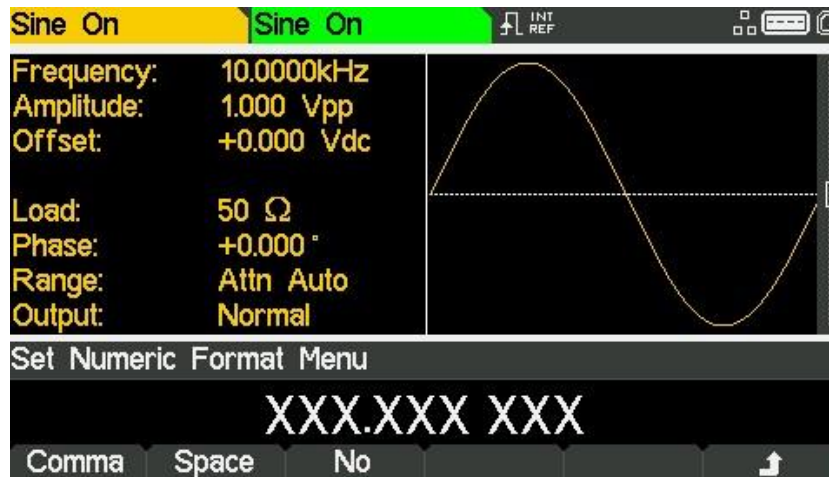 Sine On Sine On INT REF
Frequency: 10.0000kHz
Amplitude: 1.000 Vpp
Offset: +0.000 Vdc
Load: 50 Ω
Phase: +0.000 °
Range: Attn Auto
Output: Normal
Set Numeric Format Menu
XXX.XXX XXX
Comma Space No